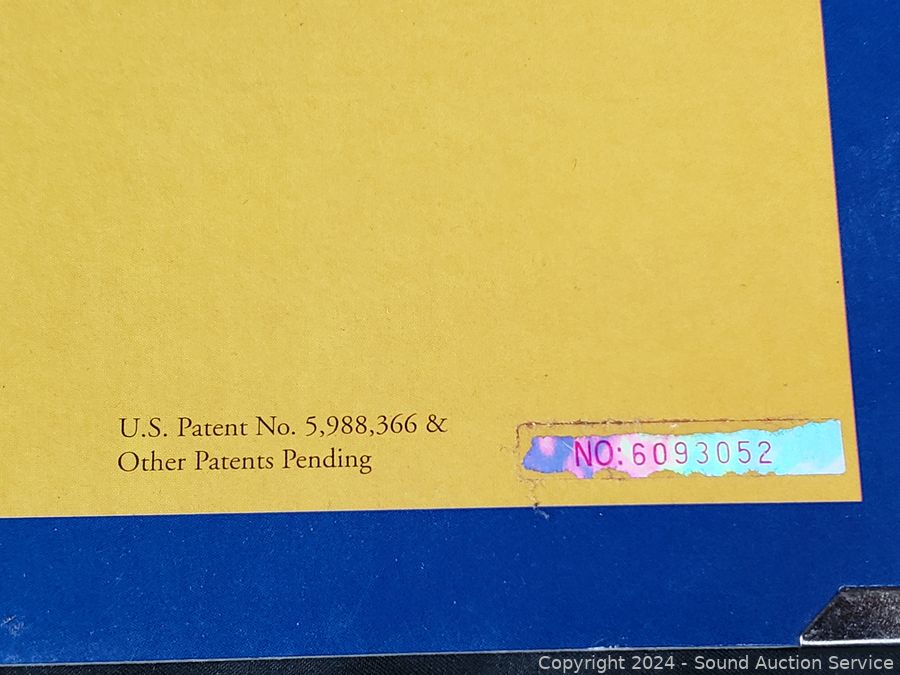 U.S. Patent No. 5,988,366 &
Other Patents Pending
NO: 6093052
Copyright 2024 - Sound Auction Service